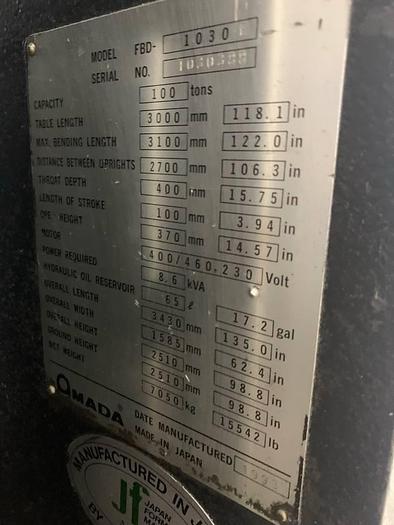 MODEL FBD- 1030
SERIAL NO.
CAPACITY 100 tons
TABLE LENGTH 3000 mm 118.1 in
MAX. BENDING LENGTH 3100 mm 122.0 in
DISTANCE BETWEEN UPRIGHTS 2700 mm 106.3 in
THROAT DEPTH 400 mm 15.75 in
LENGTH OF STROKE 100 mm 3.94 in
OPE. HEIGHT 370 mm 14.57 in
MOTOR 400/460,230 Volt
POWER REQUIRED 8.6 kVA
HYDRAULIC OIL RESERVOIR 65 ℓ 17.2 gal
OVERALL LENGTH 3430 mm 135.0 in
OVERALL WIDTH 1585 mm 62.4 in
OVERALL HEIGHT 2510 mm 98.8 in
GROUND HEIGHT 2510 mm 98.8 in
NET WEIGHT 7050 kg 15542 lb
AMADA
DATE MANUFACTURED
MADE IN JAPAN
MANUFACTURED IN
Jf
JAPAN
BY